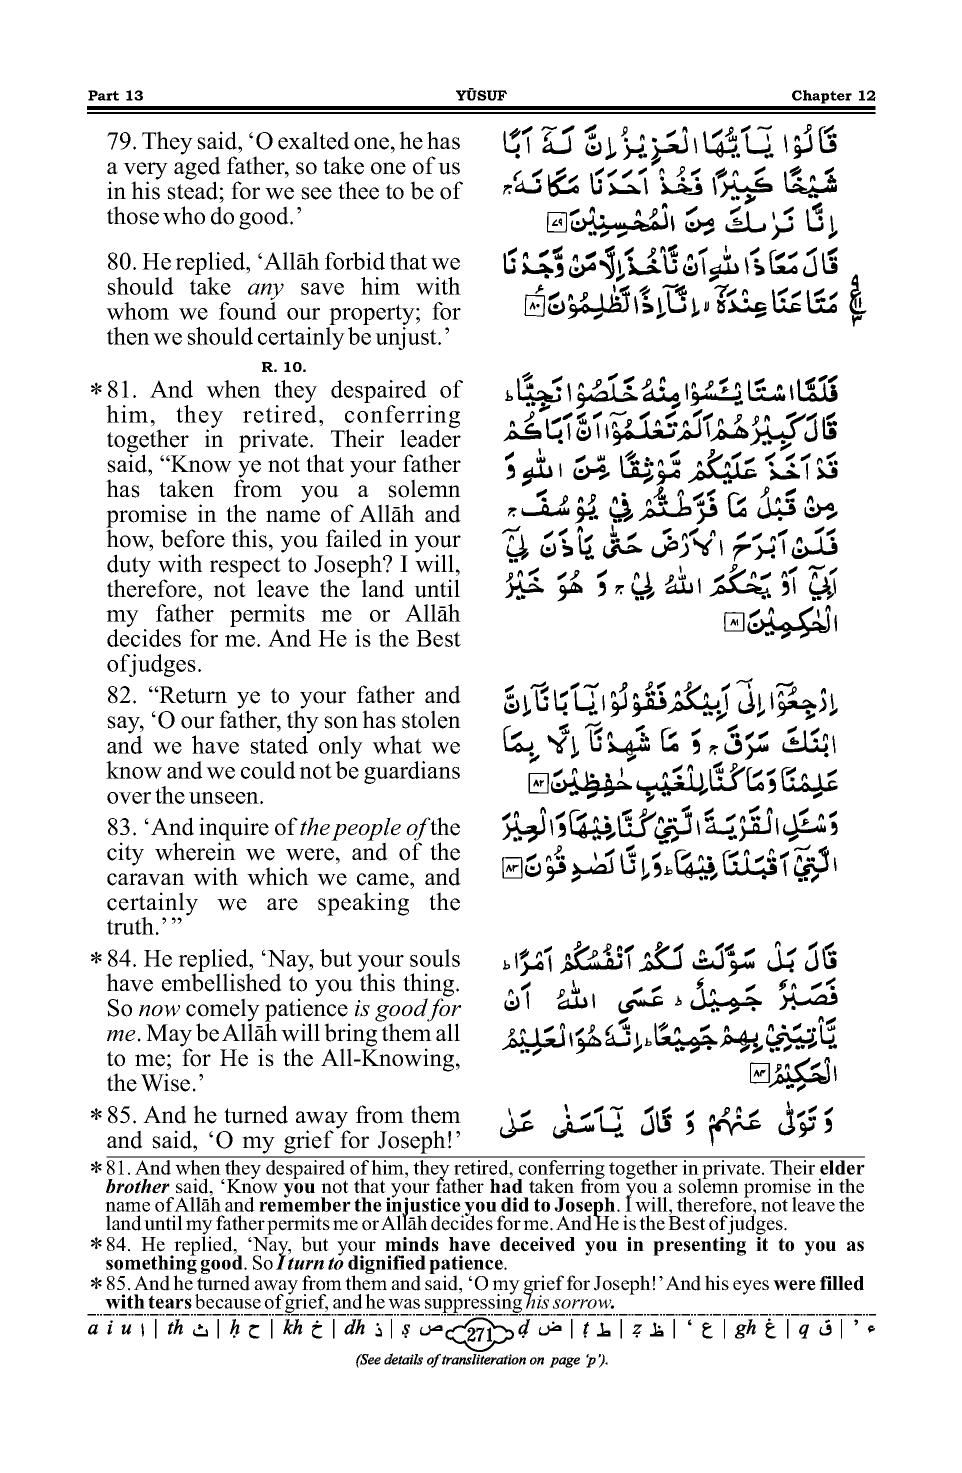 Part 13 YŪSUF Chapter 12
79. They said, ‘O exalted one, he has
a very aged father, so take one of us
in his stead; for we see thee to be of
those who do good.’
قَالُوْا يٰۤاَيُّهَا الْعَزِيْزُ اِنَّ لَهٗۤ اَبًا
شَيْخًا كَبِيْرًا فَخُذْ اَحَدَنَا مَكَانَهٗ ۚ
اِنَّا نَرٰىكَ مِنَ الْمُحْسِنِيْنَ ۷۹
80. He replied, ‘Allāh forbid that we
should take any save him with
whom we found our property; for
then we should certainly be unjust.’
قَالَ مَعَاذَ اللّٰهِ اَنْ نَّاْخُذَ اِلَّا مَنْ وَّجَدْنَا
مَتَاعَنَا عِنْدَهٗۤ ۙ اِنَّاۤ اِذًا لَّظٰلِمُوْنَ ۸۰
R. 10.
*81. And when they despaired of
him, they retired, conferring
together in private. Their leader
said, “Know ye not that your father
has taken from you a solemn
promise in the name of Allāh and
how, before this, you failed in your
duty with respect to Joseph? I will,
therefore, not leave the land until
my father permits me or Allāh
decides for me. And He is the Best
of judges.
فَلَمَّا اسْتَايْـَٔسُوْا مِنْهُ خَلَصُوْا نَجِيًّا ؕ
قَالَ كَبِيْرُهُمْ اَلَمْ تَعْلَمُوْۤا اَنَّ اَبَاكُمْ
قَدْ اَخَذَ عَلَيْكُمْ مَّوْثِقًا مِّنَ اللّٰهِ وَ
مِنْ قَبْلُ مَا فَرَّطْتُّمْ فِيْ يُوْسُفَ ۚ
فَلَنْ اَبْرَحَ الْاَرْضَ حَتّٰى يَاْذَنَ لِيْۤ
اَبِيْۤ اَوْ يَحْكُمَ اللّٰهُ لِيْ ۚ وَ هُوَ خَيْرُ
الْحٰكِمِيْنَ ۸۱
82. “Return ye to your father and
say, ‘O our father, thy son has stolen
and we have stated only what we
know and we could not be guardians
over the unseen.
اِرْجِعُوْۤا اِلٰۤى اَبِيْكُمْ فَقُوْلُوْا يٰۤاَبَانَاۤ اِنَّ
ابْنَكَ سَرَقَ ۚ وَ مَا شَهِدْنَاۤ اِلَّا بِمَا
عَلِمْنَا وَمَا كُنَّا لِلْغَيْبِ حٰفِظِيْنَ ۸۲
83. ‘And inquire of the people of the
city wherein we were, and of the
caravan with which we came, and
certainly we are speaking the
truth.’ ”
وَسْـَٔلِ الْقَرْيَةَ الَّتِيْ كُنَّا فِيْهَا وَالْعِيْرَ
الَّتِيْۤ اَقْبَلْنَا فِيْهَا ؕ وَاِنَّا لَصٰدِقُوْنَ ۸۳
*84. He replied, ‘Nay, but your souls
have embellished to you this thing.
So now comely patience is good for
me. May be Allāh will bring them all
to me; for He is the All-Knowing,
the Wise.’
قَالَ بَلْ سَوَّلَتْ لَكُمْ اَنْفُسُكُمْ اَمْرًا ؕ
فَصَبْرٌ جَمِيْلٌ ؕ عَسَى اللّٰهُ اَنْ
يَّاْتِيَنِيْ بِهِمْ جَمِيْعًا ؕ اِنَّهٗ هُوَ الْعَلِيْمُ
الْحَكِيْمُ ۸۴
*85. And he turned away from them
and said, ‘O my grief for Joseph!’
وَ تَوَلّٰى عَنْهُمْ وَ قَالَ يٰۤاَسَفٰى عَلٰى
*81. And when they despaired of him, they retired, conferring together in private. Their elder
brother said, ‘Know you not that your father had taken from you a solemn promise in the
name of Allāh and remember the injustice you did to Joseph. I will, therefore, not leave the
land until my father permits me or Allāh decides for me. And He is the Best of judges.
*84. He replied, ‘Nay, but your minds have deceived you in presenting it to you as
something good. So I turn to dignified patience.
*85. And he turned away from them and said, ‘O my grief for Joseph!’ And his eyes were filled
with tears because of grief, and he was suppressing his sorrow.
a i u ا | th ث | ḥ ح | kh خ | dh ذ | ṣ ص 271 ḍ ض | ṭ ط | ẓ ظ | ‘ ع | gh غ | q ق | ’ ء
(See details of transliteration on page ‘p’).